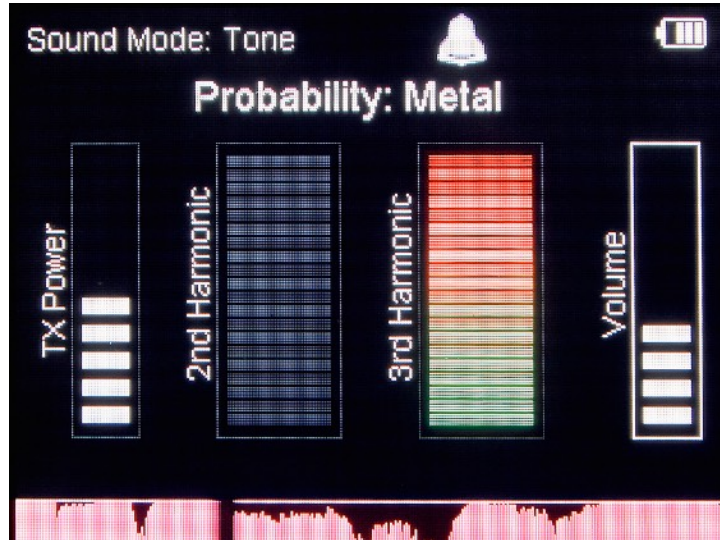 Sound Mode: Tone
Probability: Metal
TX Power
2nd Harmonic
3rd Harmonic
Volume